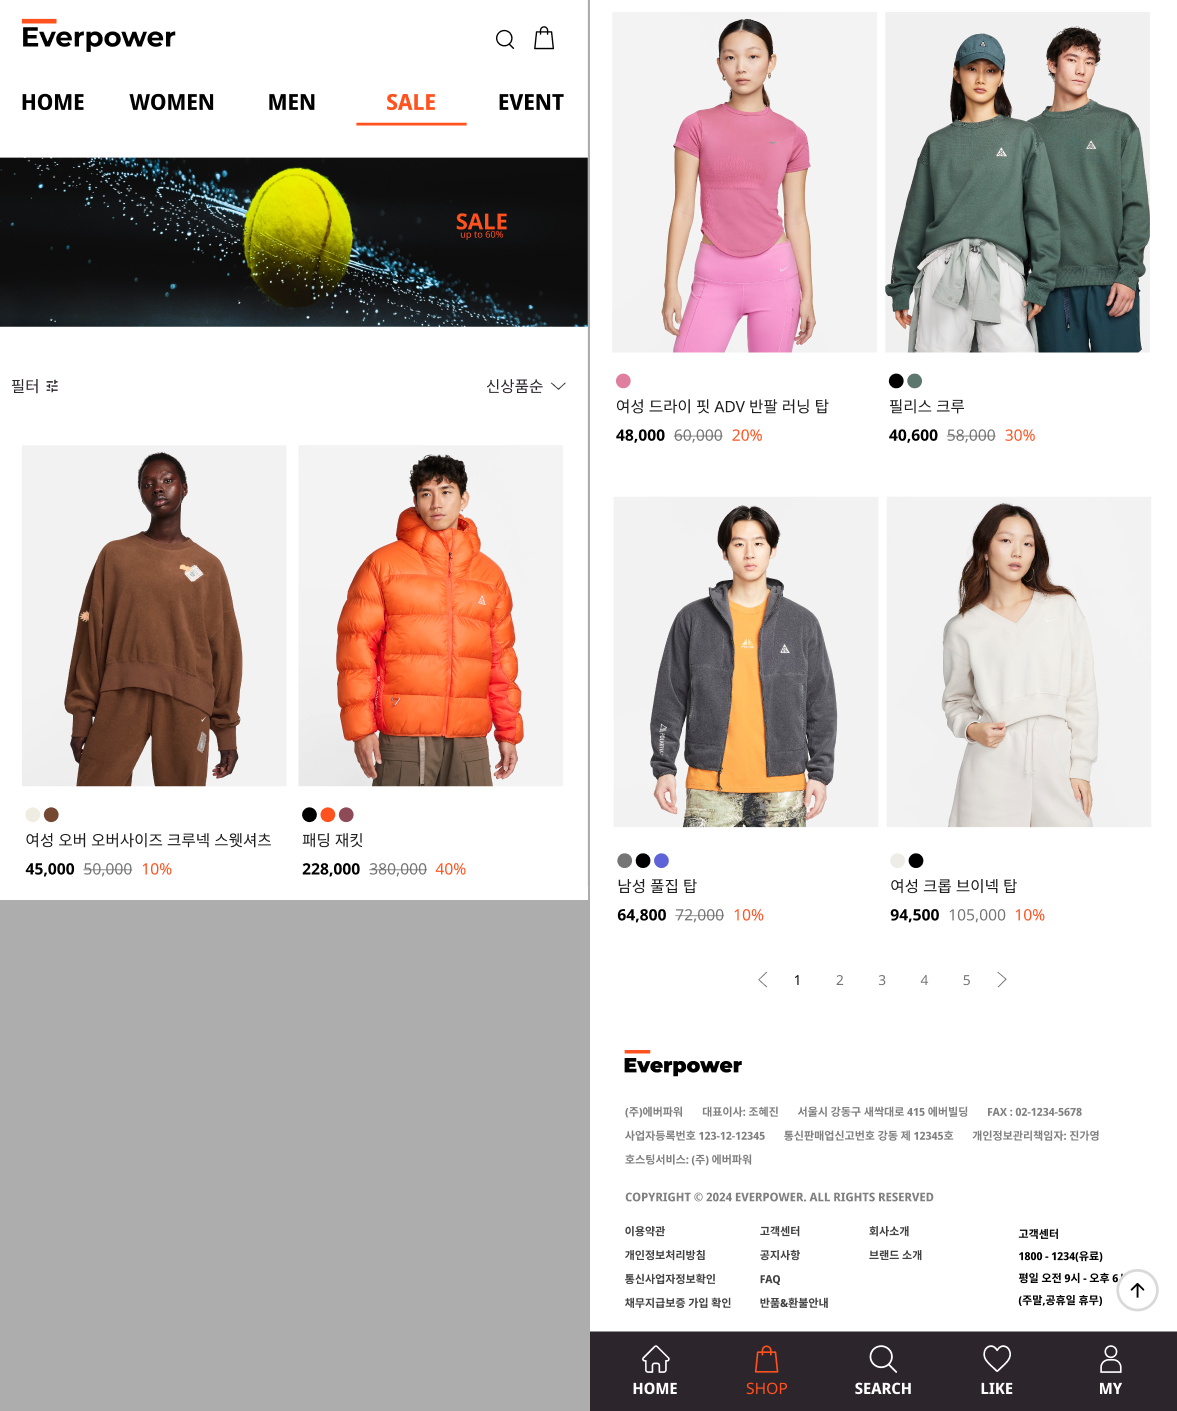 Everpower
HOME WOMEN MEN SALE EVENT
SALE
up to 60%
필터
신상품순
여성 오버 오버사이즈 크루넥 스웻셔츠
45,000 50,000 10%
패딩 재킷
228,000 380,000 40%
여성 드라이 핏 ADV 반팔 러닝 탑
48,000 60,000 20%
필리스 크루
40,600 58,000 30%
남성 풀집 탑
64,800 72,000 10%
여성 크롭 브이넥 탑
94,500 105,000 10%
1 2 3 4 5
Everpower
(주)에버파워 대표이사: 조혜진 서울시 강동구 새싹대로 415 에버빌딩 FAX : 02-1234-5678
사업자등록번호 123-12-12345 통신판매업신고번호 강동 제 12345호 개인정보관리책임자: 진가영
호스팅서비스: (주) 에버파워
COPYRIGHT © 2024 EVERPOWER. ALL RIGHTS RESERVED
이용약관
개인정보처리방침
통신사업자정보확인
채무지급보증 가입 확인
고객센터
공지사항
FAQ
반품&환불안내
회사소개
브랜드 소개
고객센터
1800 - 1234(유료)
평일 오전 9시 - 오후 6
(주말,공휴일 휴무)
HOME SHOP SEARCH LIKE MY